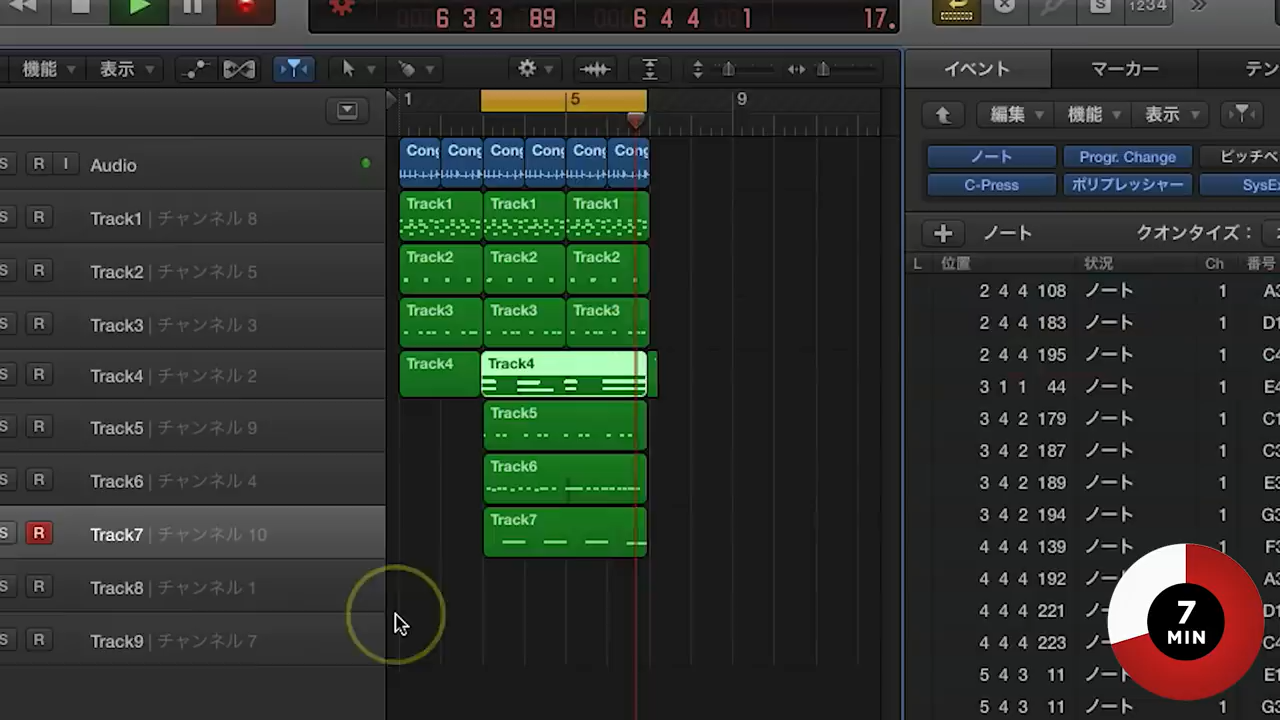 6 3 3 89 6 4 4 1 17.
S 1234
機能 表示
イベント マーカー テン
1 5 9
編集 機能 表示
S R I Audio
Cong Cong Cong Cong Cong Cong
ノート Progr. Change ピッチベ
C-Press ポリプレッシャー SysEx
S R Track1 | チャンネル 8
Track1 Track1 Track1
ノート クオンタイズ：
L 位置 状況 Ch 番号
S R Track2 | チャンネル 5
Track2 Track2 Track2
S R Track3 | チャンネル 3
Track3 Track3 Track3
S R Track4 | チャンネル 2
Track4 Track4
S R Track5 | チャンネル 9
Track5
S R Track6 | チャンネル 4
Track6
S R Track7 | チャンネル 10
Track7
S R Track8 | チャンネル 1
S R Track9 | チャンネル 7
2 4 4 108 ノート 1 A3
2 4 4 183 ノート 1 D1
2 4 4 195 ノート 1 C4
3 1 1 44 ノート 1 E4
3 4 2 179 ノート 1 C1
3 4 2 187 ノート 1 C3
3 4 2 189 ノート 1 E3
3 4 2 194 ノート 1 G3
4 4 4 139 ノート 1 F3
4 4 4 192 ノート
4 4 4 221
4 4 4 223
5 4 3 11 ノート 1 E1
5 4 3 11 ノート 1 G3
7
MIN